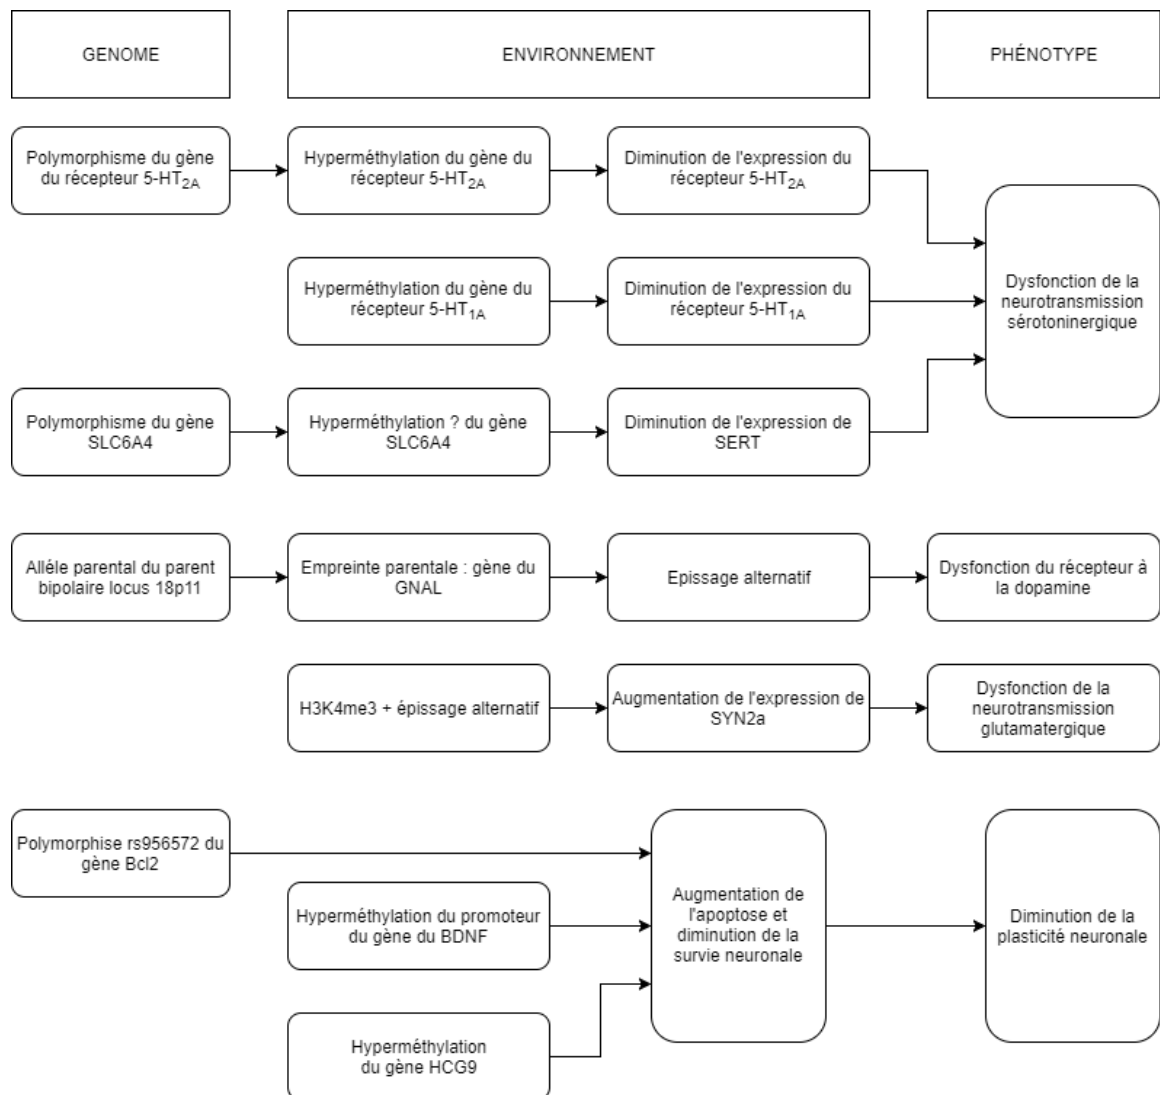 GENOME
ENVIRONNEMENT
PHÉNOTYPE
Polymorphisme du gène
du récepteur 5-HT2A
Hyperméthylation du gène du
récepteur 5-HT2A
Diminution de l'expression du
récepteur 5-HT2A
Hyperméthylation du gène du
récepteur 5-HT1A
Diminution de l'expression du
récepteur 5-HT1A
Dysfonction de la
neurotransmission
sérotoninergique
Polymorphisme du gène
SLC6A4
Hyperméthylation ? du gène
SLC6A4
Diminution de l'expression de
SERT
Alléle parental du parent
bipolaire locus 18p11
Empreinte parentale : gène du
GNAL
Epissage alternatif
Dysfonction du récepteur à
la dopamine
H3K4me3 + épissage alternatif
Augmentation de l'expression de
SYN2a
Dysfonction de la
neurotransmission
glutamatergique
Polymorphise rs956572 du
gène Bcl2
Hyperméthylation du promoteur
du gène du BDNF
Hyperméthylation
du gène HCG9
Augmentation de
l'apoptose et
diminution de la
survie neuronale
Diminution de la
plasticité neuronale